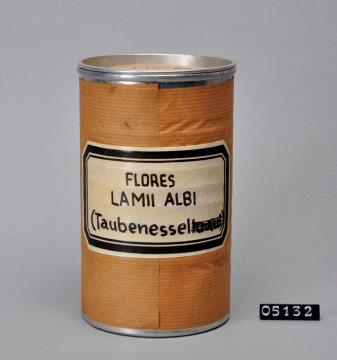 FLORES
LAMII ALBI
(Taubenessel
05132